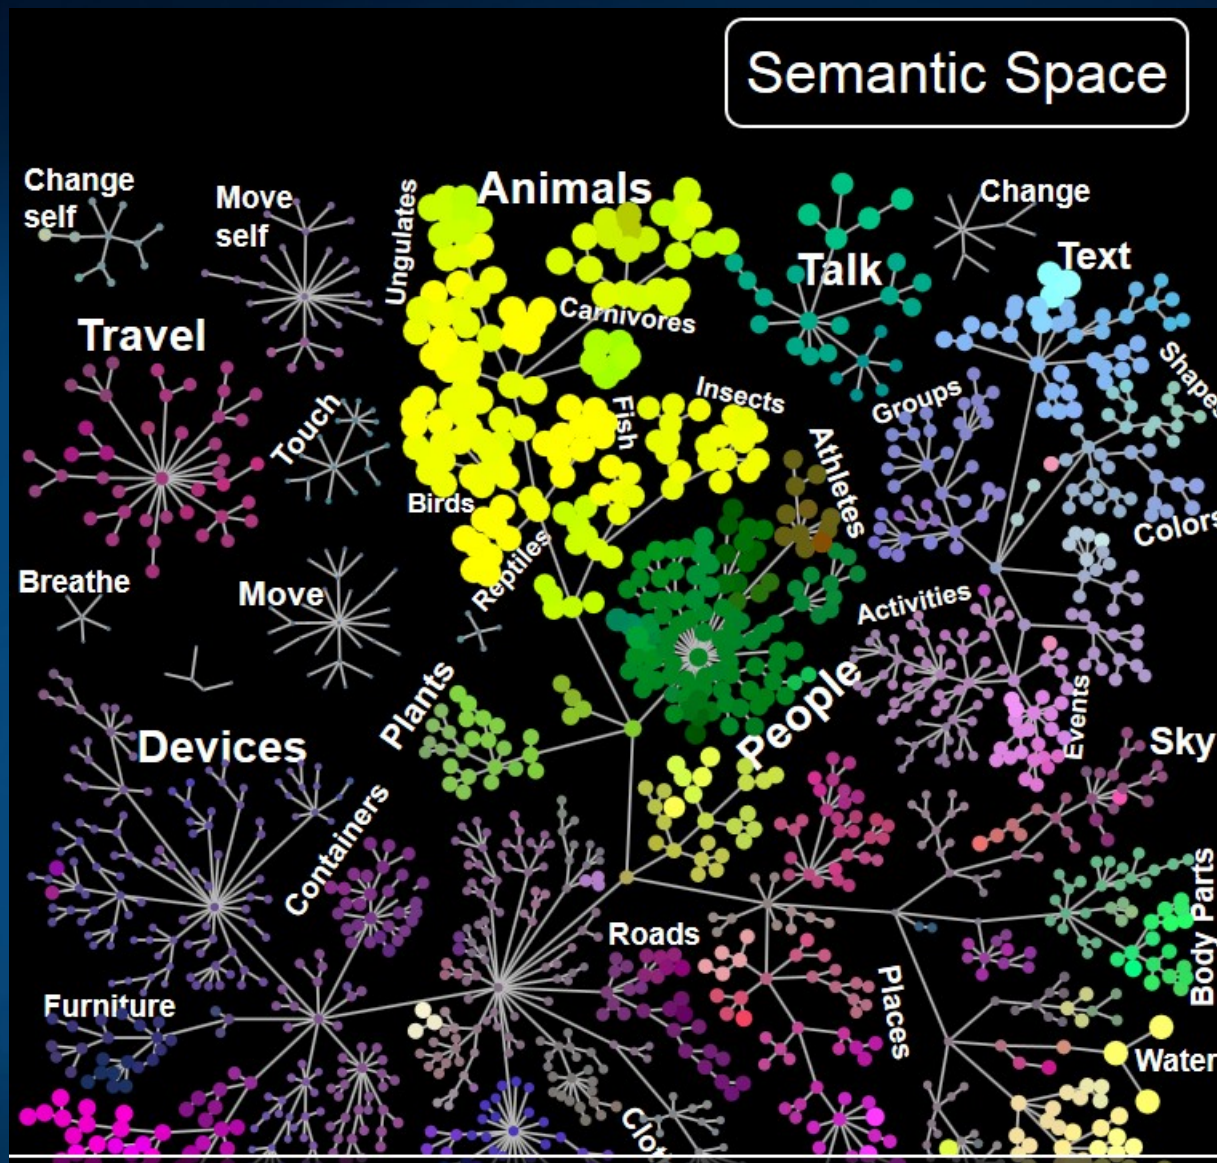 Semantic Space
Change
self
Move
self
Ungulates
Animals
Talk
Change
Text
Travel
Carnivores
Shapes
Touch
Insects
Groups
Fish
Athletes
Birds
Colors
Reptiles
Breathe
Move
Activities
Plants
People
Events
Devices
Sky
Containers
Body Parts
Roads
Furniture
Places
Water